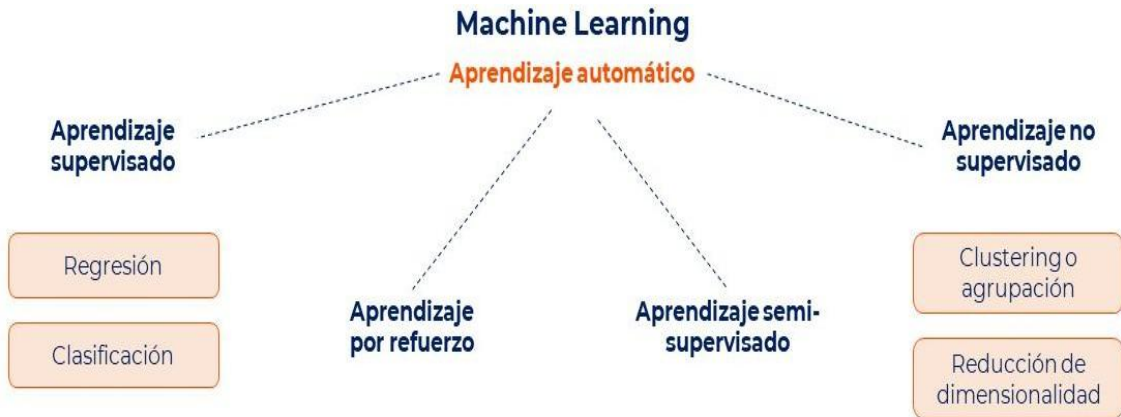 Machine Learning
Aprendizaje automático
Aprendizaje
supervisado
Regresión
Clasificación
Aprendizaje
por refuerzo
Aprendizaje semi-
supervisado
Aprendizaje no
supervisado
Clustering o
agrupación
Reducción de
dimensionalidad